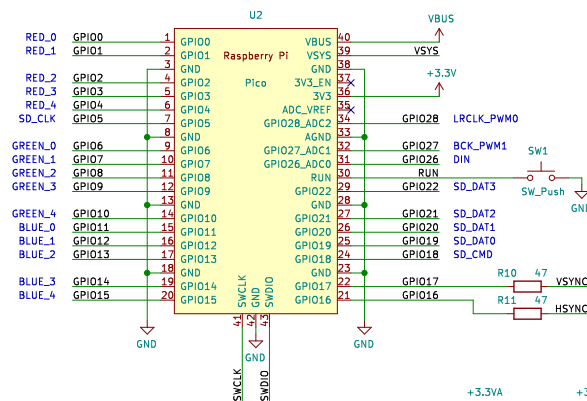 U2
VBUS
RED_0 GPIO0 1 GPIO0 VBUS 40
RED_1 GPIO1 2 GPIO1 Raspberry Pi VSYS 39 VSYS
3 GND GND 38
RED_2 GPIO2 4 GPIO2 Pico 3V3_EN 37 +3.3V
RED_3 GPIO3 5 GPIO3 3V3 36
RED_4 GPIO4 6 GPIO4 ADC_VREF 35
SD_CLK GPIO5 7 GPIO5 GPIO28_ADC2 34 GPIO28 LRCLK_PWM0
8 GND AGND 33
GREEN_0 GPIO6 9 GPIO6 GPIO27_ADC1 32 GPIO27 BCK_PWM1
GREEN_1 GPIO7 10 GPIO7 GPIO26_ADC0 31 GPIO26 DIN SW1
GREEN_2 GPIO8 11 GPIO8 RUN 30 RUN
GREEN_3 GPIO9 12 GPIO9 GPIO22 29 GPIO22 SD_DAT3 SW_Push
13 GND GND 28 GND
GREEN_4 GPIO10 14 GPIO10 GPIO21 27 GPIO21 SD_DAT2
BLUE_0 GPIO11 15 GPIO11 GPIO20 26 GPIO20 SD_DAT1
BLUE_1 GPIO12 16 GPIO12 GPIO19 25 GPIO19 SD_DAT0
BLUE_2 GPIO13 17 GPIO13 GPIO18 24 GPIO18 SD_CMD
18 GND GND 23
BLUE_3 GPIO14 19 GPIO14 GPIO17 22 GPIO17 R10 47 VSYNC
BLUE_4 GPIO15 20 GPIO15 GPIO16 21 GPIO16 R11 47 HSYNC
SWCLK GND SWDIO
41 42 43
GND GND GND
SWCLK SWDIO
+3.3VA +3